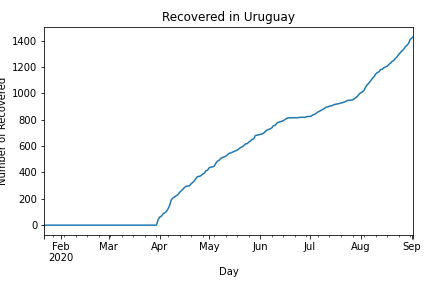 Recovered in Uruguay
Number of Recovered
1400
1200
1000
800
600
400
200
0
Feb Mar Apr May Jun Jul Aug Sep
2020
Day